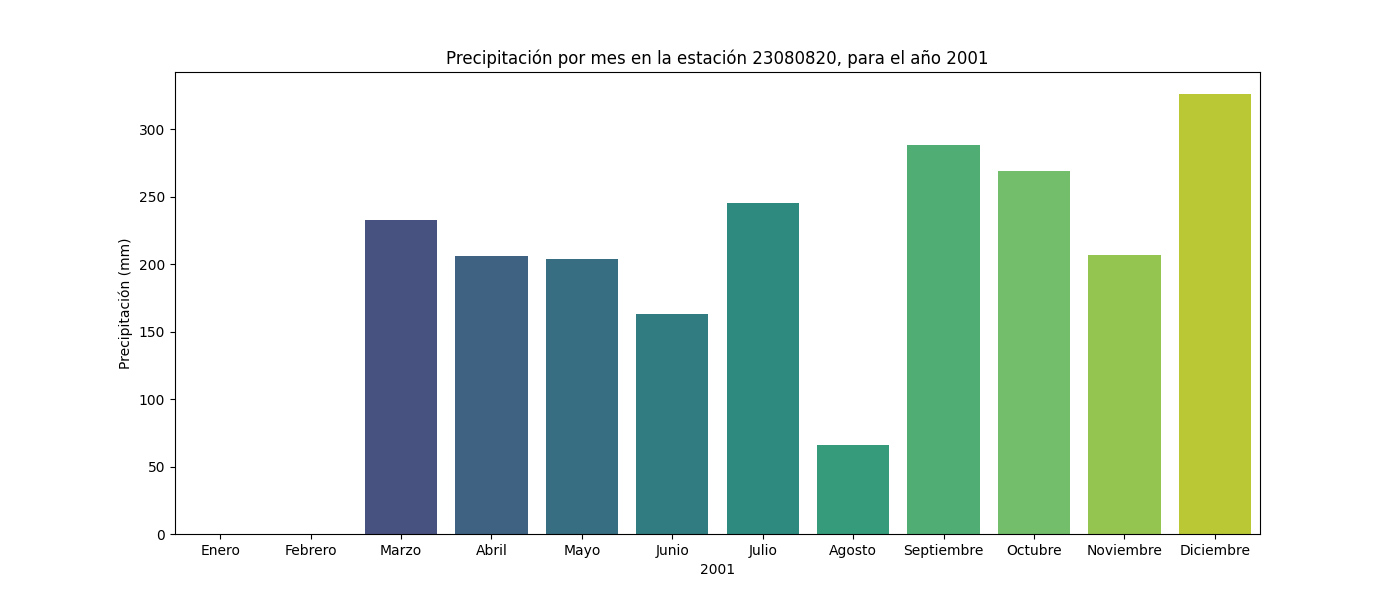 Precipitación por mes en la estación 23080820, para el año 2001
Precipitación (mm)
300
250
200
150
100
50
0
Enero Febrero Marzo Abril Mayo Junio Julio Agosto Septiembre Octubre Noviembre Diciembre
2001